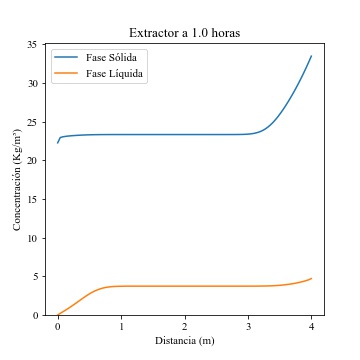 Extractor a 1.0 horas
Fase Sólida
Fase Líquida
Concentración (Kg/m³)
35
30
25
20
15
10
5
0
0 1 2 3 4
Distancia (m)